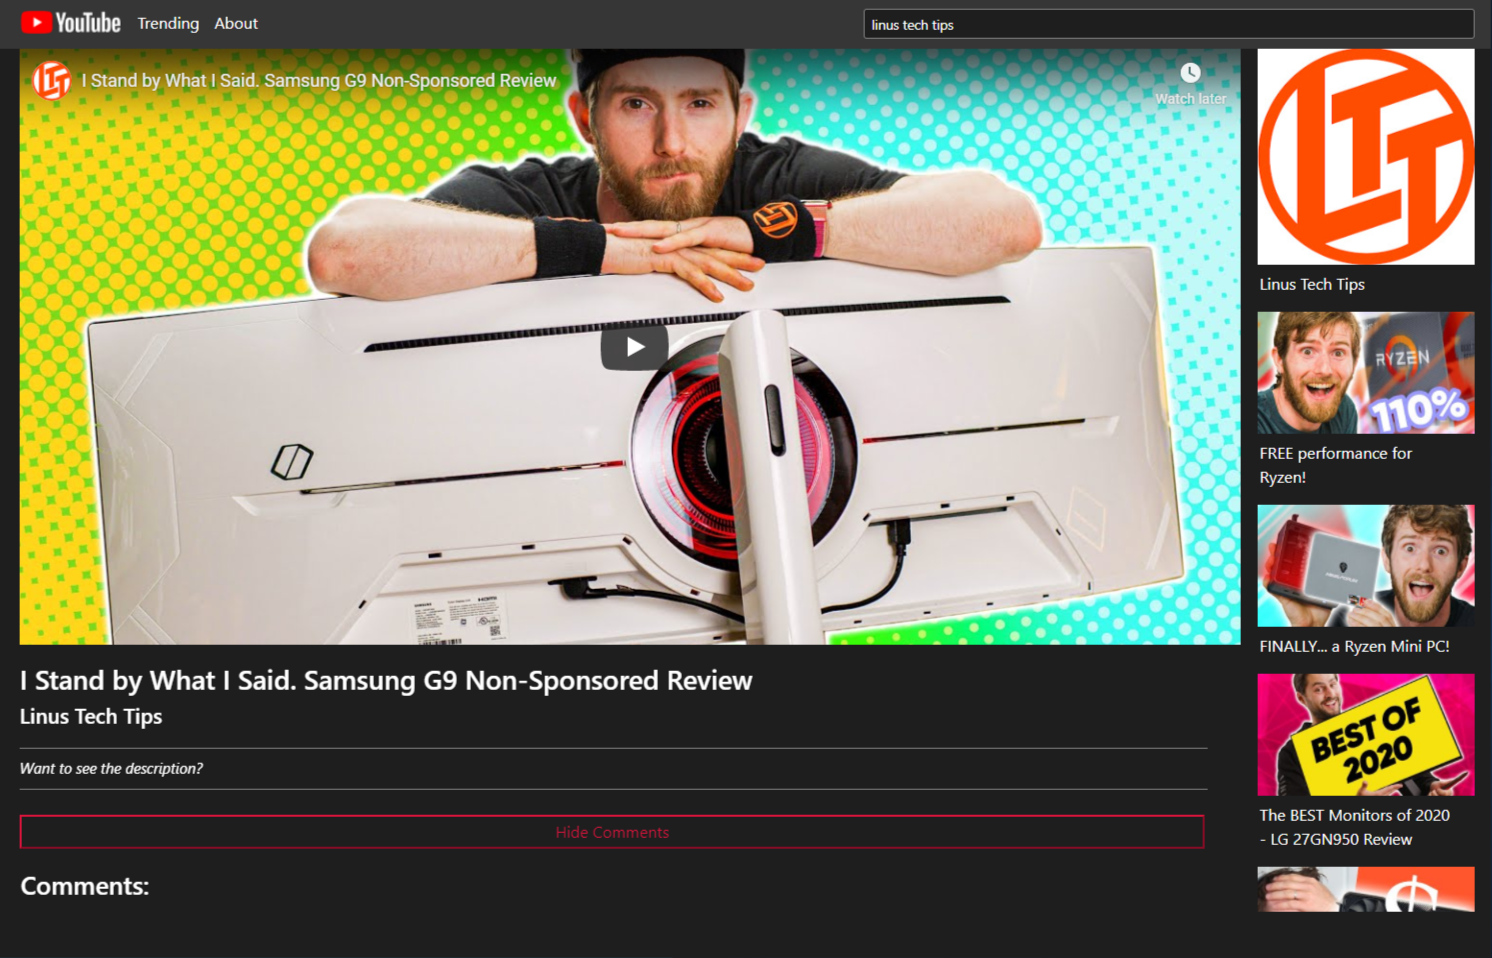 YouTube
Trending
About
linus tech tips
I Stand by What I Said. Samsung G9 Non-Sponsored Review
Watch later
I Stand by What I Said. Samsung G9 Non-Sponsored Review
Linus Tech Tips
Want to see the description?
Hide Comments
Comments:
LTT
Linus Tech Tips
RYZEN
110%
FREE performance for
Ryzen!
FINALLY... a Ryzen Mini PC!
BEST OF
2020
The BEST Monitors of 2020
- LG 27GN950 Review
$